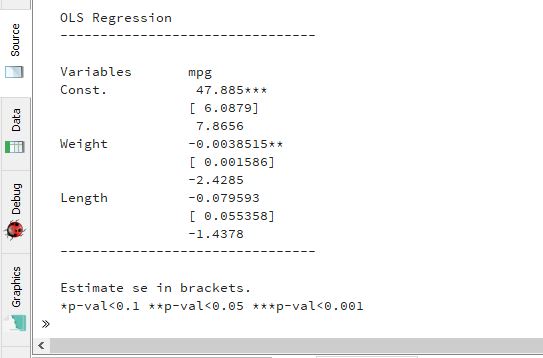 OLS Regression
--------------------------------
Variables mpg
Const. 47.885***
[ 6.0879]
7.8656
Weight -0.0038515**
[ 0.001586]
-2.4285
Length -0.079593
[ 0.055358]
-1.4378
--------------------------------
Estimate se in brackets.
*p-val<0.1 **p-val<0.05 ***p-val<0.001
»
Source
Data
Debug
Graphics